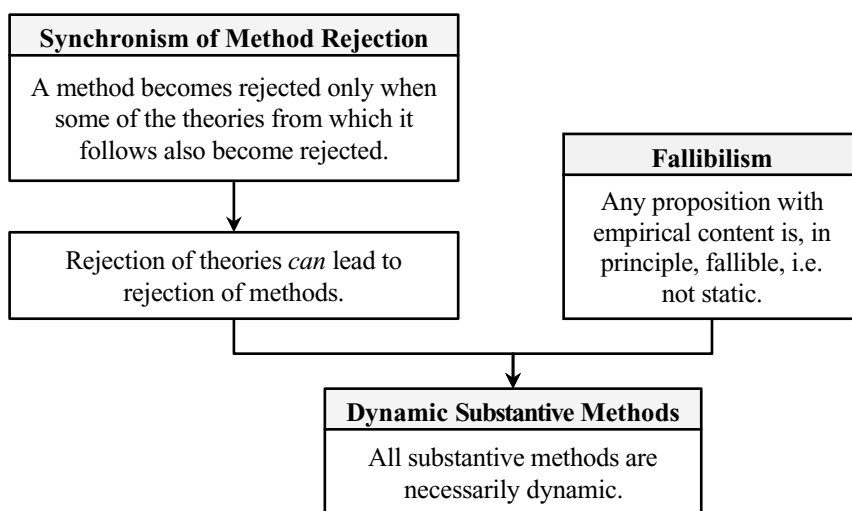 Synchronism of Method Rejection
A method becomes rejected only when
some of the theories from which it
follows also become rejected.
Fallibilism
Any proposition with
empirical content is, in
principle, fallible, i.e.
not static.
Rejection of theories can lead to
rejection of methods.
Dynamic Substantive Methods
All substantive methods are
necessarily dynamic.